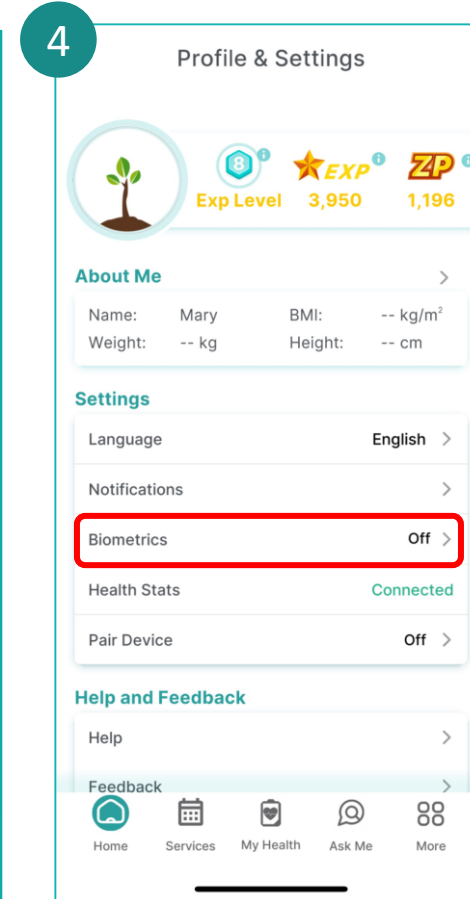 4
Profile & Settings
8
EXP
ZP
Exp Level 3,950 1,196
About Me
Name: Mary BMI: -- kg/m²
Weight: -- kg Height: -- cm
Settings
Language English
Notifications
Biometrics Off
Health Stats Connected
Pair Device Off
Help and Feedback
Help
Feedback
Home Services My Health Ask Me More